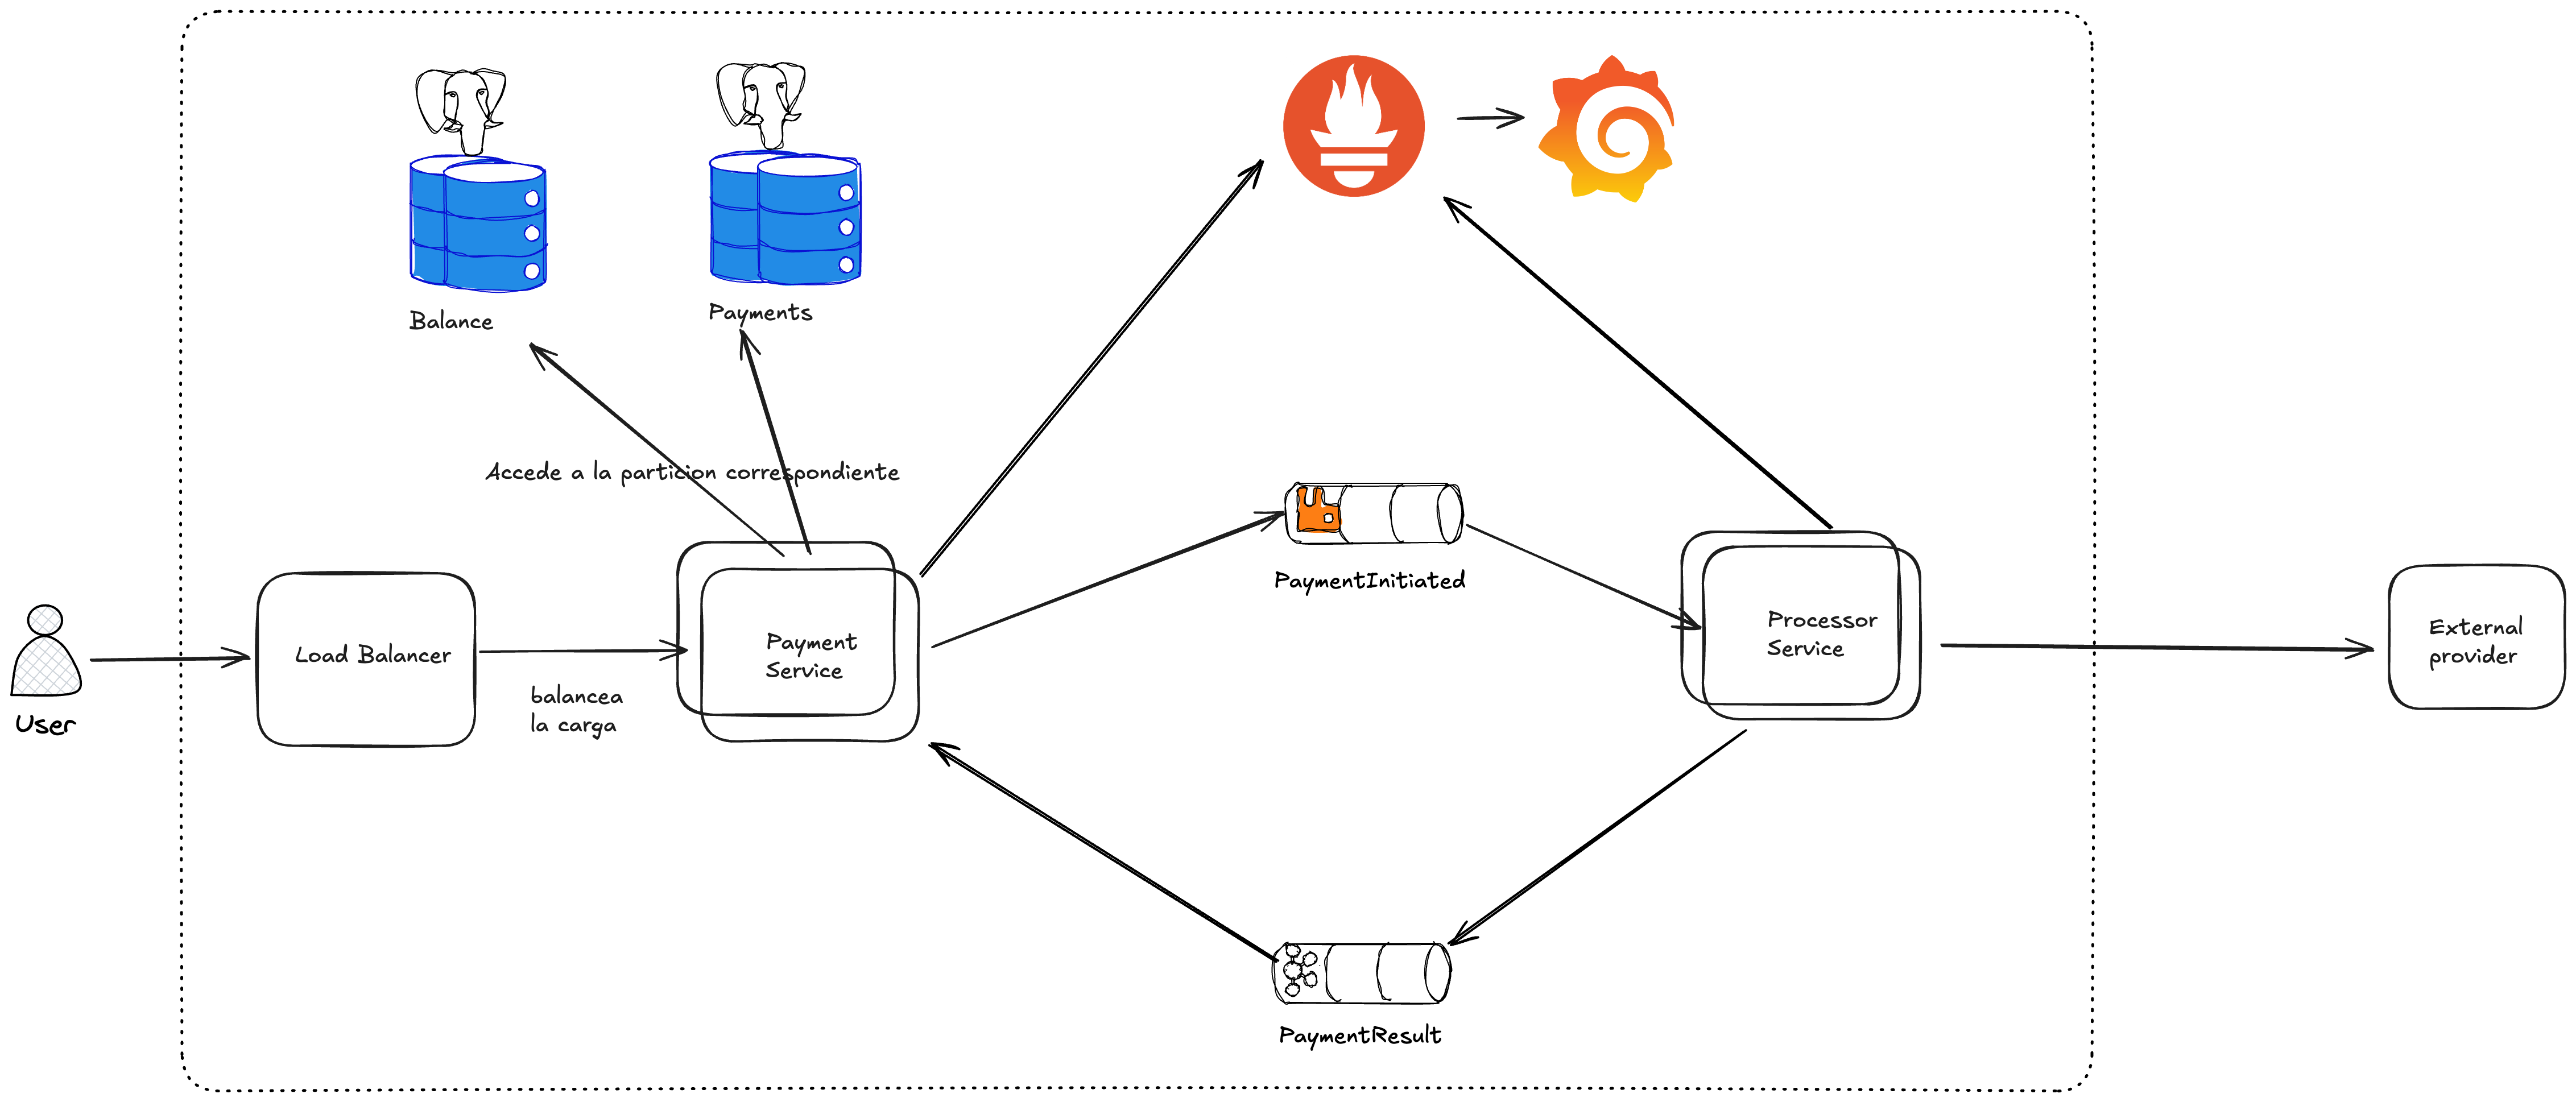 Balance
Payments
Accede a la particion correspondiente
PaymentInitiated
User
Load Balancer
balancea
la carga
Payment
Service
Processor
Service
External
provider
PaymentResult